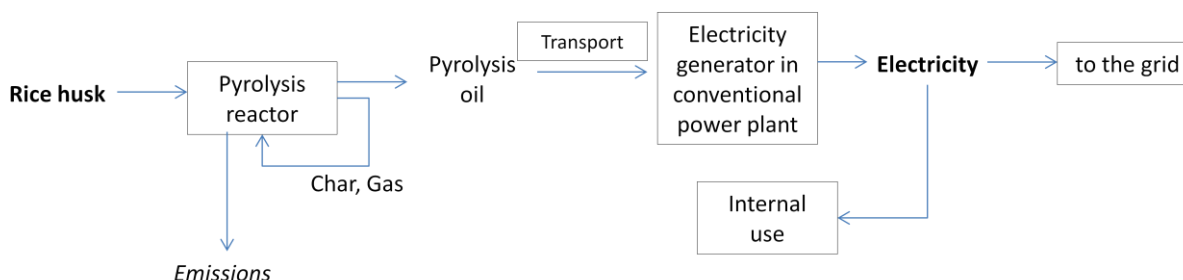 Rice husk
Pyrolysis
reactor
Emissions
Char, Gas
Pyrolysis
oil
Transport
Electricity
generator in
conventional
power plant
Electricity
to the grid
Internal
use